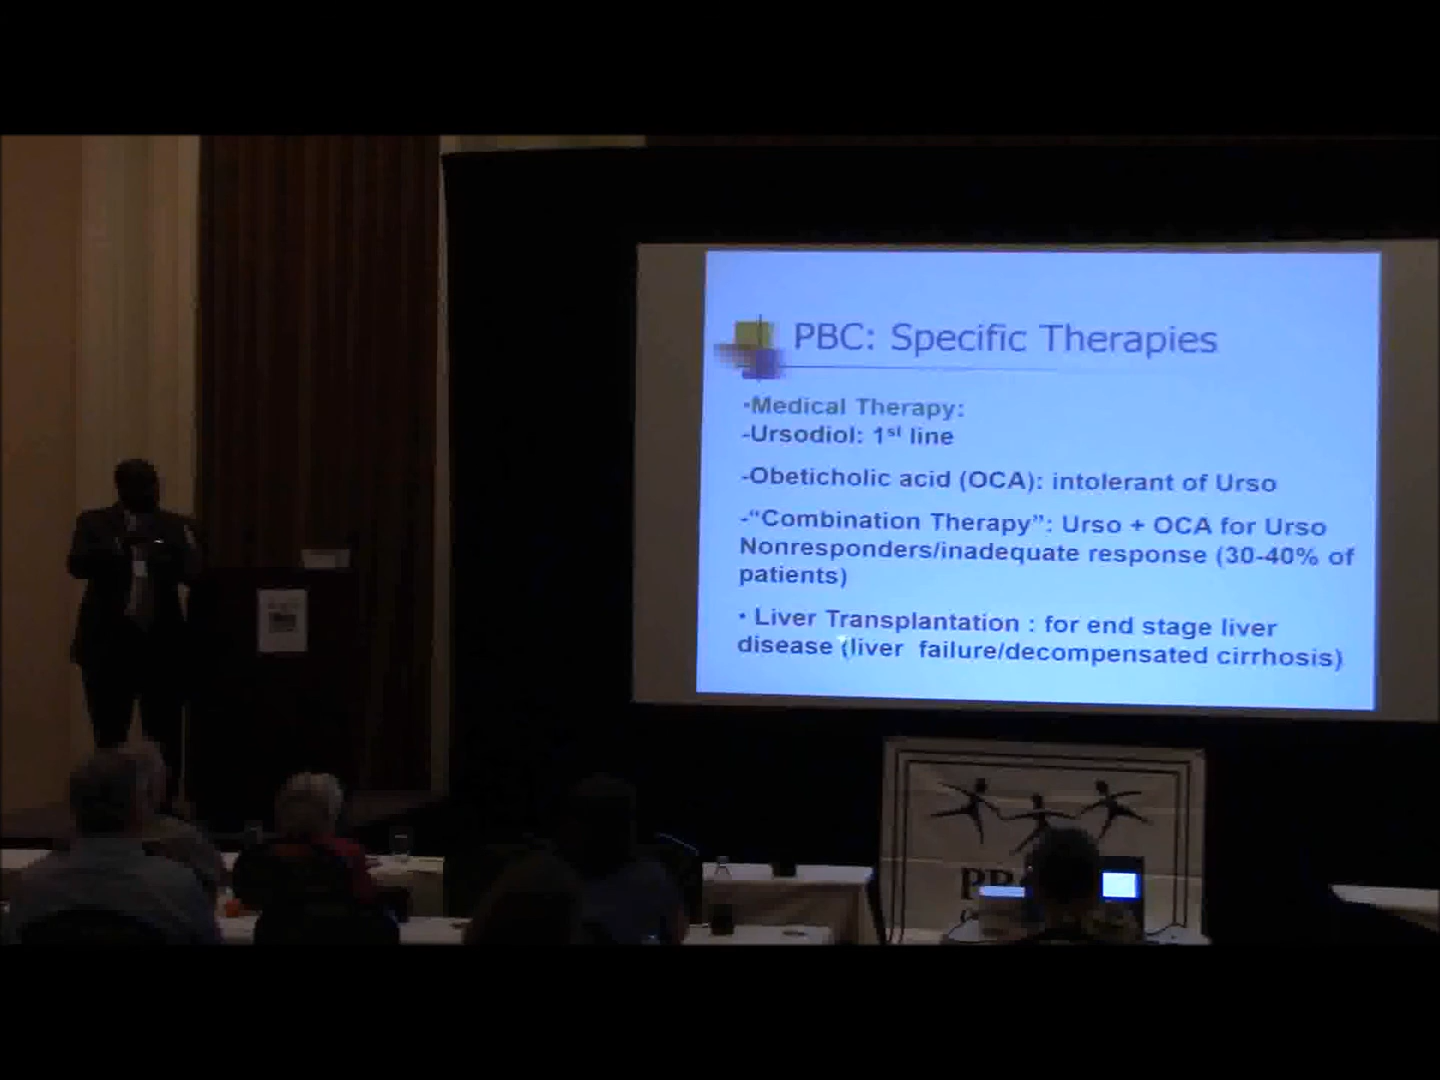 PBC: Specific Therapies
•Medical Therapy:
-Ursodiol: 1st line
-Obeticholic acid (OCA): intolerant of Urso
-“Combination Therapy”: Urso + OCA for Urso
Nonresponders/inadequate response (30-40% of
patients)
• Liver Transplantation : for end stage liver
disease (liver failure/decompensated cirrhosis)